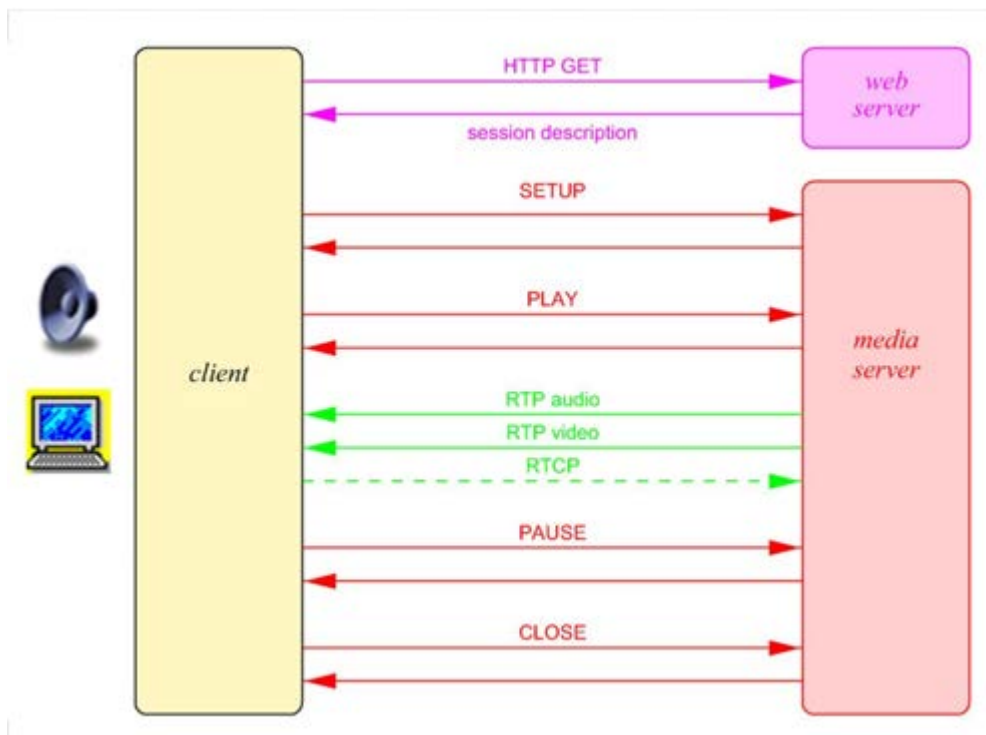 HTTP GET
web
server
session description
SETUP
PLAY
client
media
server
RTP audio
RTP video
RTCP
PAUSE
CLOSE